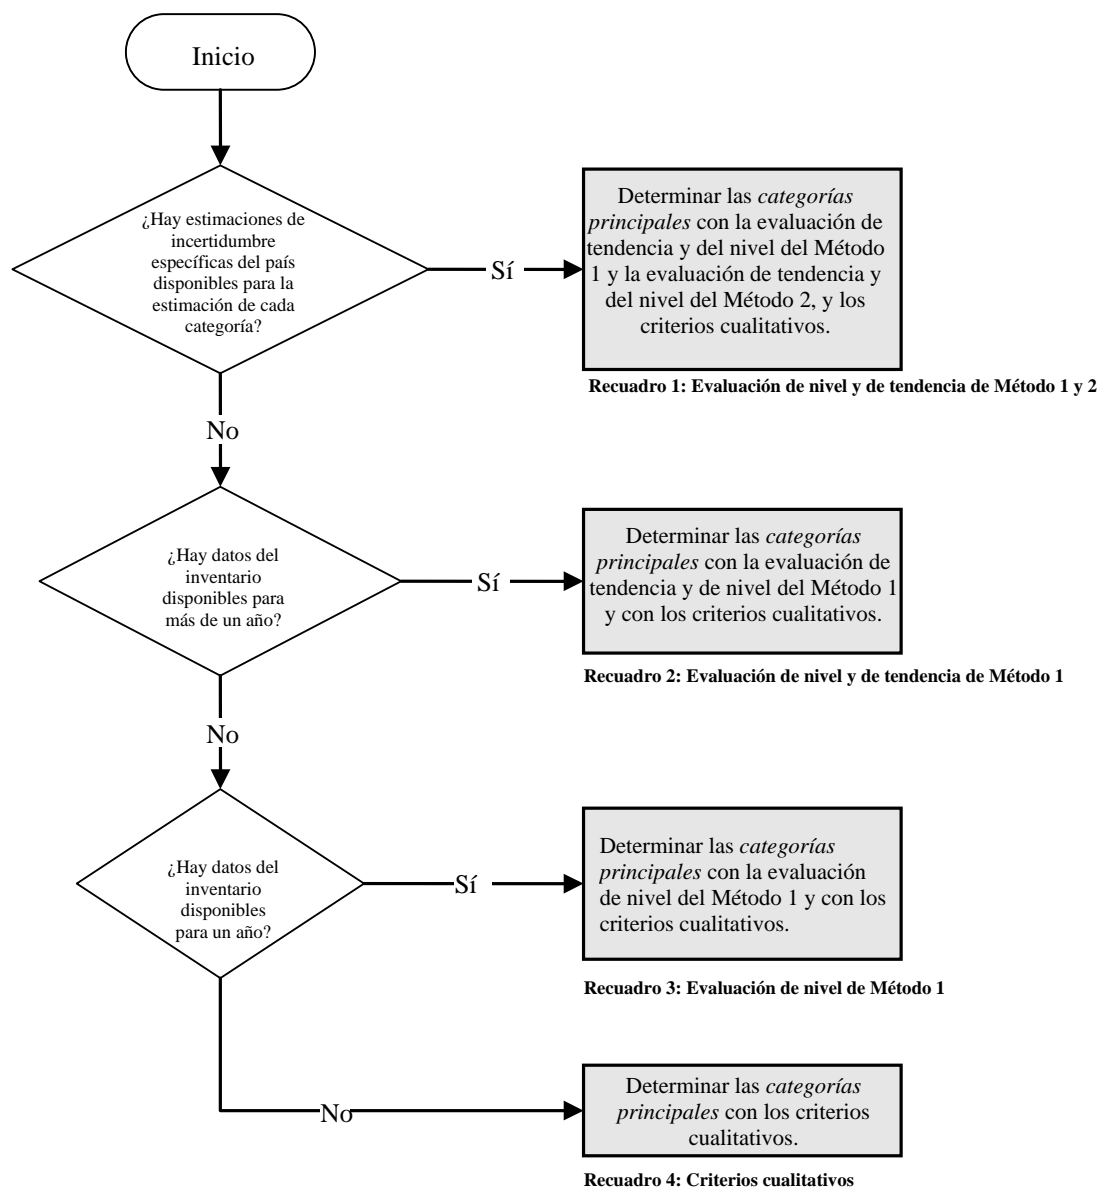 Inicio
¿Hay estimaciones de
incertidumbre
específicas del país
disponibles para la
estimación de cada
categoría?
Sí
Determinar las categorías
principales con la evaluación de
tendencia y del nivel del Método
1 y la evaluación de tendencia y
del nivel del Método 2, y los
criterios cualitativos.
Recuadro 1: Evaluación de nivel y de tendencia de Método 1 y 2
No
¿Hay datos del
inventario
disponibles para
más de un año?
Sí
Determinar las categorías
principales con la evaluación de
tendencia y de nivel del Método 1
y con los criterios cualitativos.
Recuadro 2: Evaluación de nivel y de tendencia de Método 1
No
¿Hay datos del
inventario
disponibles
para un año?
Sí
Determinar las categorías
principales con la evaluación
de nivel del Método 1 y con los
criterios cualitativos.
Recuadro 3: Evaluación de nivel de Método 1
No
Determinar las categorías
principales con los criterios
cualitativos.
Recuadro 4: Criterios cualitativos